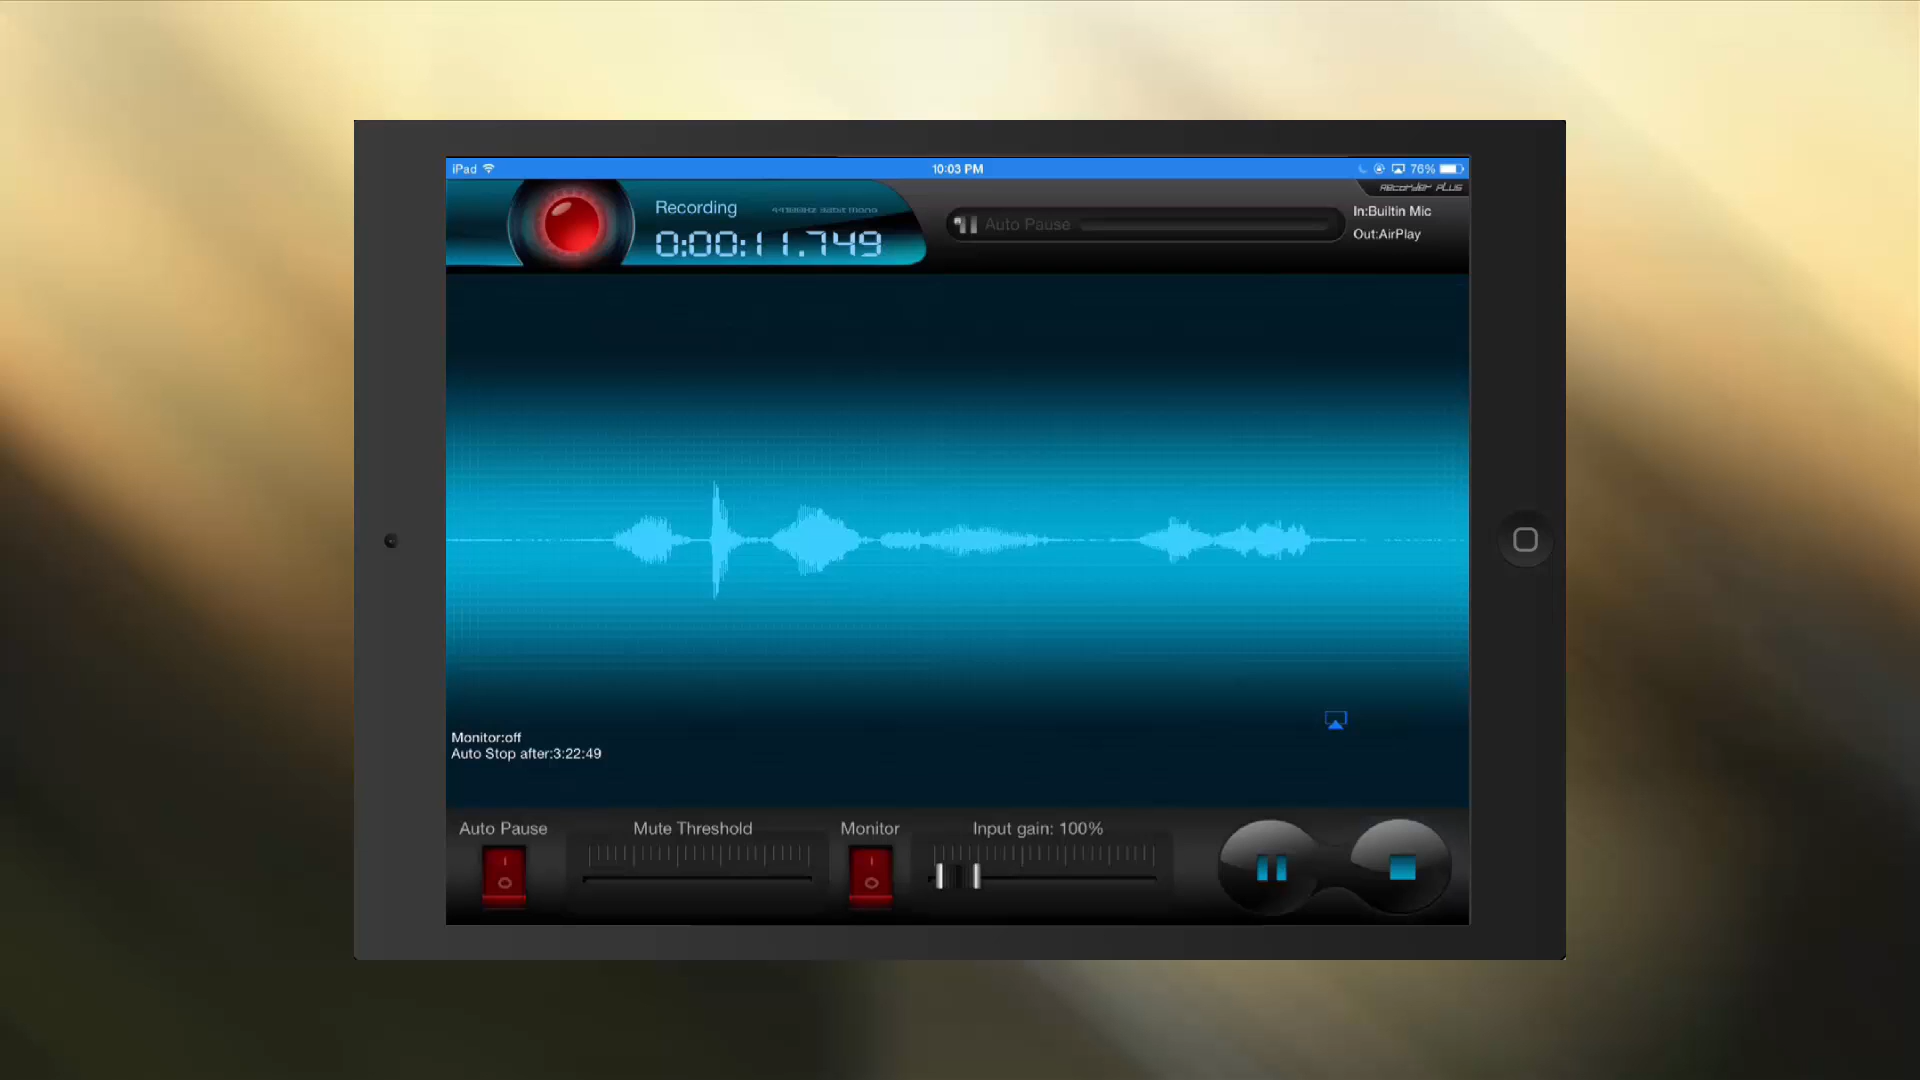 iPad
10:03 PM
76%
Recorder PLUS
Recording
0:00:11.749
Auto Pause
In:Builtin Mic
Out:AirPlay
Monitor:off
Auto Stop after:3:22:49
Auto Pause
Mute Threshold
Monitor
Input gain: 100%